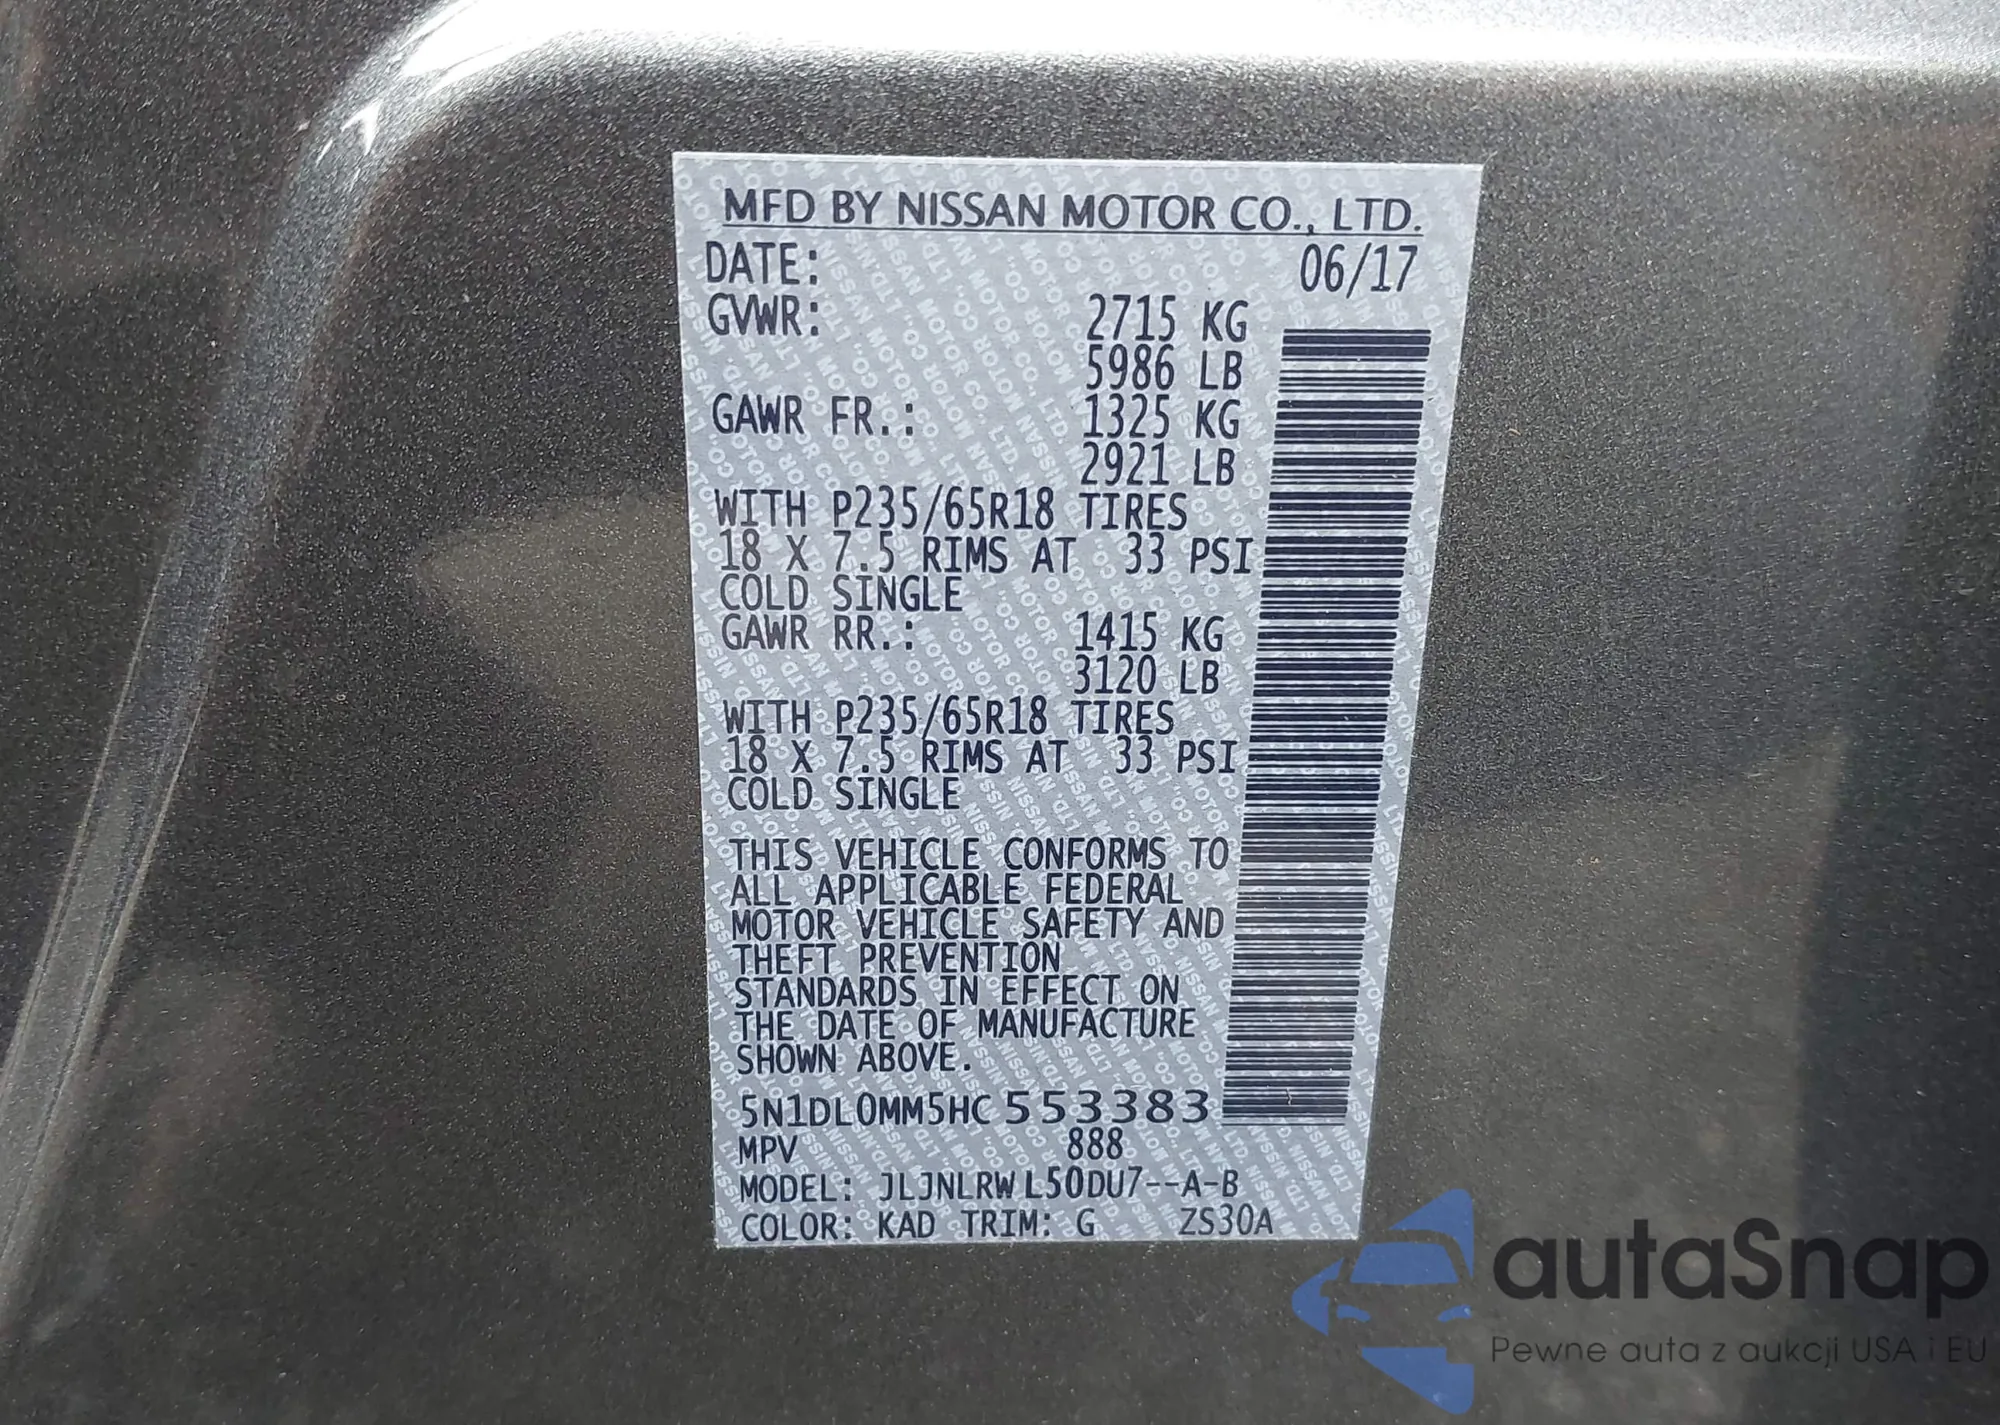 MFD BY NISSAN MOTOR CO., LTD.
DATE: 06/17
GVWR: 2715 KG
5986 LB
GAWR FR.: 1325 KG
2921 LB
WITH P235/65R18 TIRES
18 X 7.5 RIMS AT 33 PSI
COLD SINGLE
GAWR RR.: 1415 KG
3120 LB
WITH P235/65R18 TIRES
18 X 7.5 RIMS AT 33 PSI
COLD SINGLE
THIS VEHICLE CONFORMS TO
ALL APPLICABLE FEDERAL
MOTOR VEHICLE SAFETY AND
THEFT PREVENTION
STANDARDS IN EFFECT ON
THE DATE OF MANUFACTURE
SHOWN ABOVE.
5N1DL0MM5HC 553383
MPV 888
MODEL: JLJNLRW L50DU7--A-B
COLOR: KAD TRIM: G ZS30A
autaSnap
Pewne auta z aukcji USA i EU